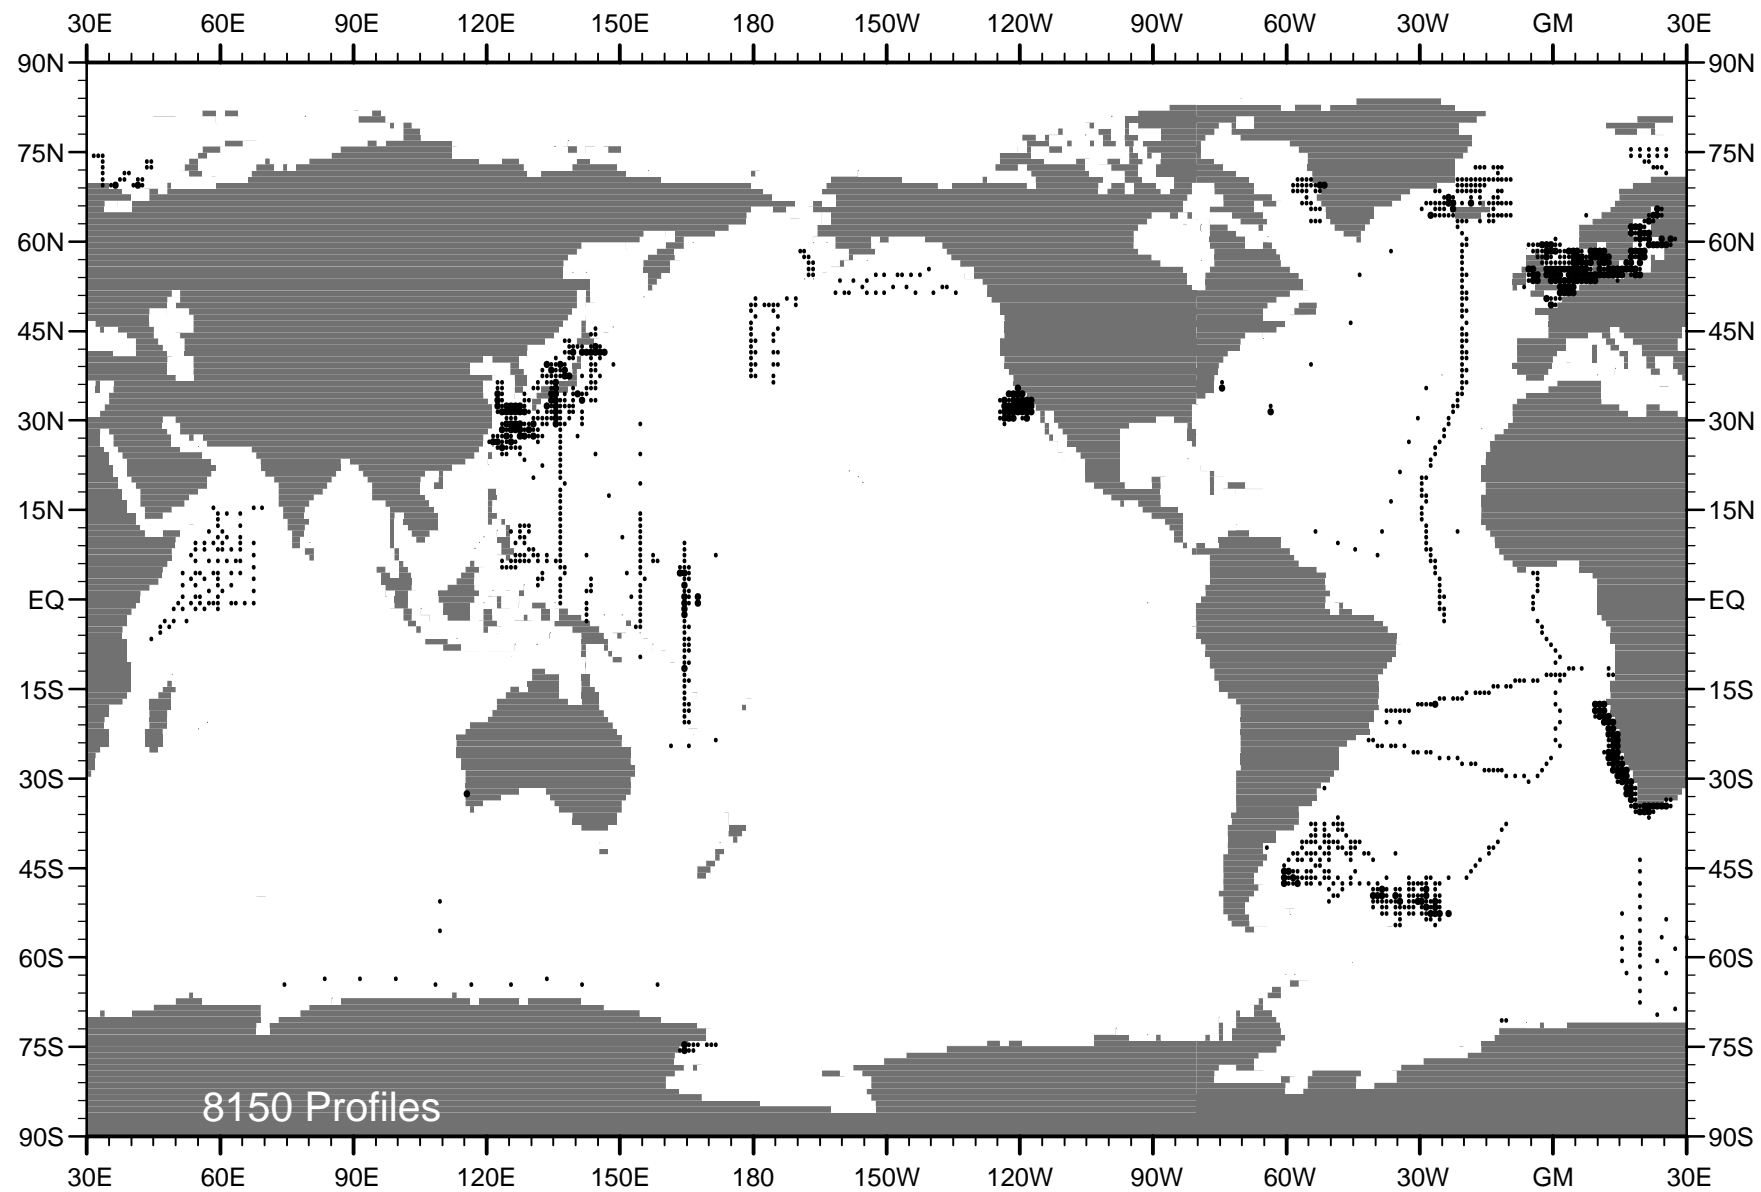 30E 60E 90E 120E 150E 180 150W 120W 90W 60W 30W GM 30E
90N 90N
75N 75N
60N 60N
45N 45N
30N 30N
15N 15N
EQ EQ
15S 15S
30S 30S
45S 45S
60S 60S
75S 75S
8150 Profiles
90S 90S
30E 60E 90E 120E 150E 180 150W 120W 90W 60W 30W GM 30E